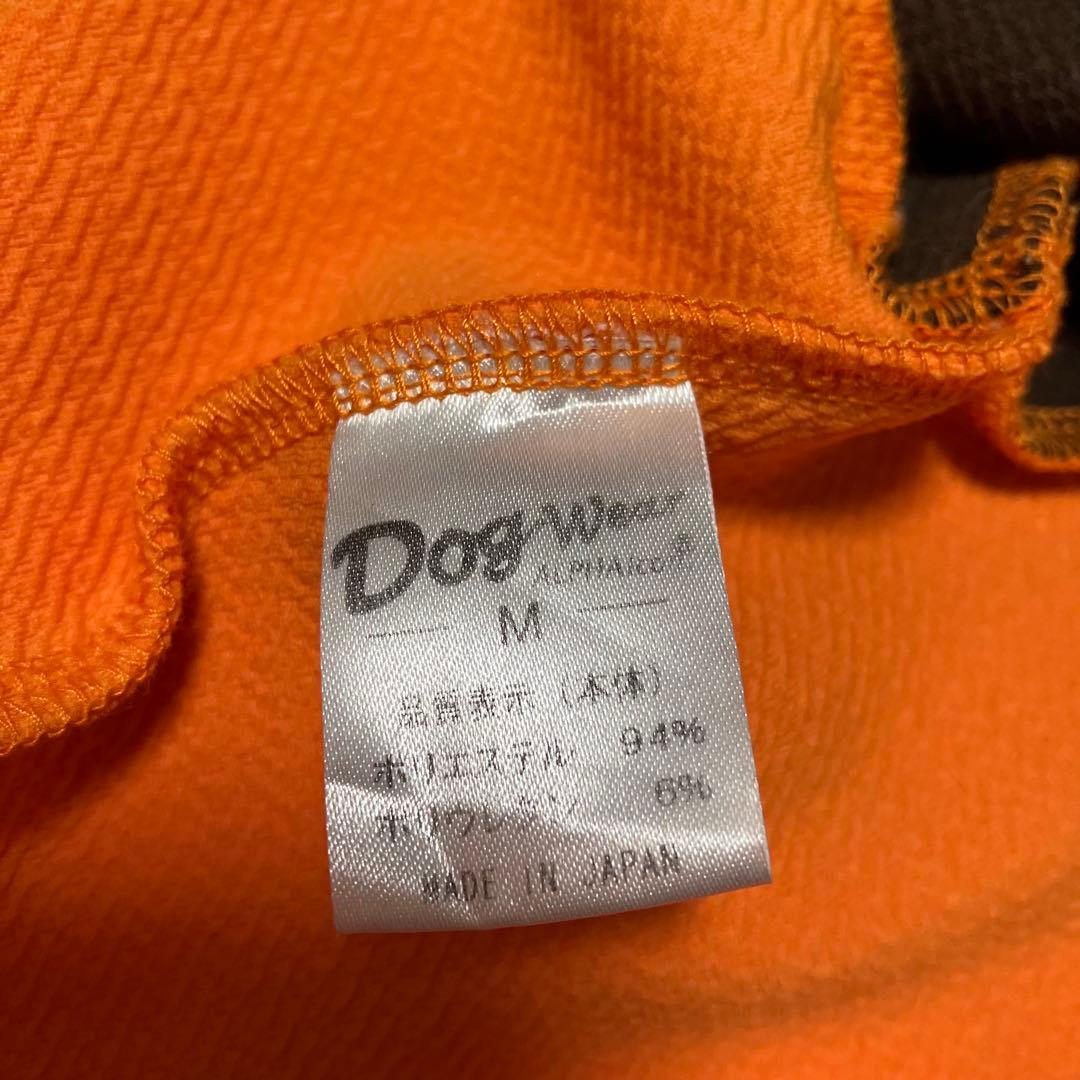 Dog-Wear
ALPHAICON®
M
品質表示 (本体)
ポリエステル 94%
ポリウレタン 6%
MADE IN JAPAN